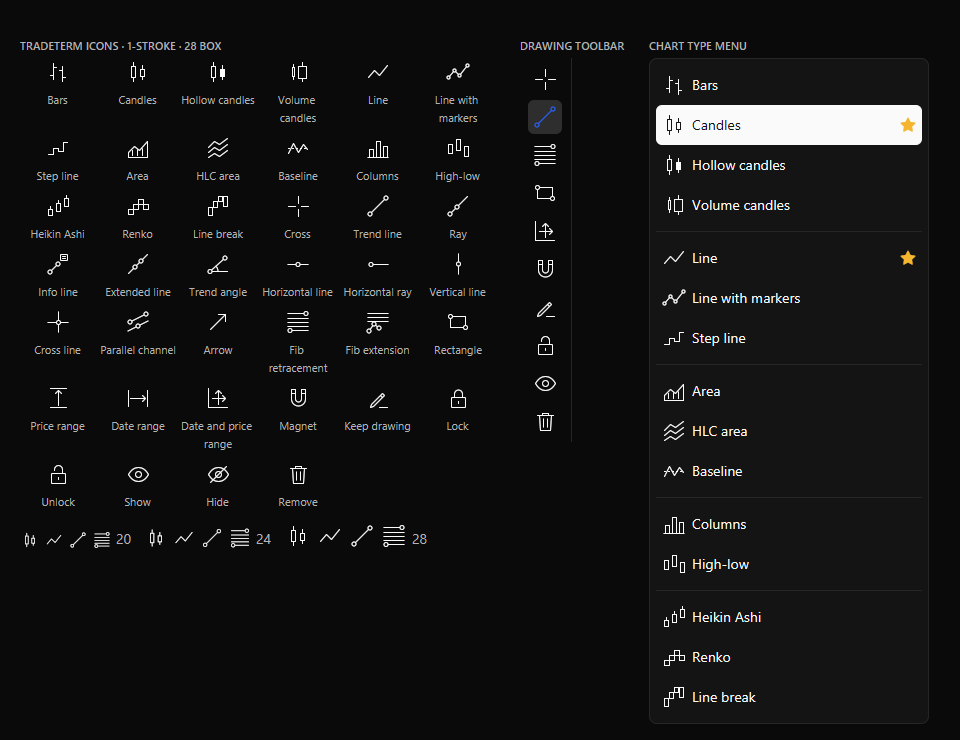 TRADETERM ICONS · 1-STROKE · 28 BOX
Bars
Candles
Hollow candles
Volume
candles
Line
Line with
markers
Step line
Area
HLC area
Baseline
Columns
High-low
Heikin Ashi
Renko
Line break
Cross
Trend line
Ray
Info line
Extended line
Trend angle
Horizontal line
Horizontal ray
Vertical line
Cross line
Parallel channel
Arrow
Fib
retracement
Fib extension
Rectangle
Price range
Date range
Date and price
range
Magnet
Keep drawing
Lock
Unlock
Show
Hide
Remove
20
24
28
DRAWING TOOLBAR
CHART TYPE MENU
Bars
Candles
Hollow candles
Volume candles
Line
Line with markers
Step line
Area
HLC area
Baseline
Columns
High-low
Heikin Ashi
Renko
Line break